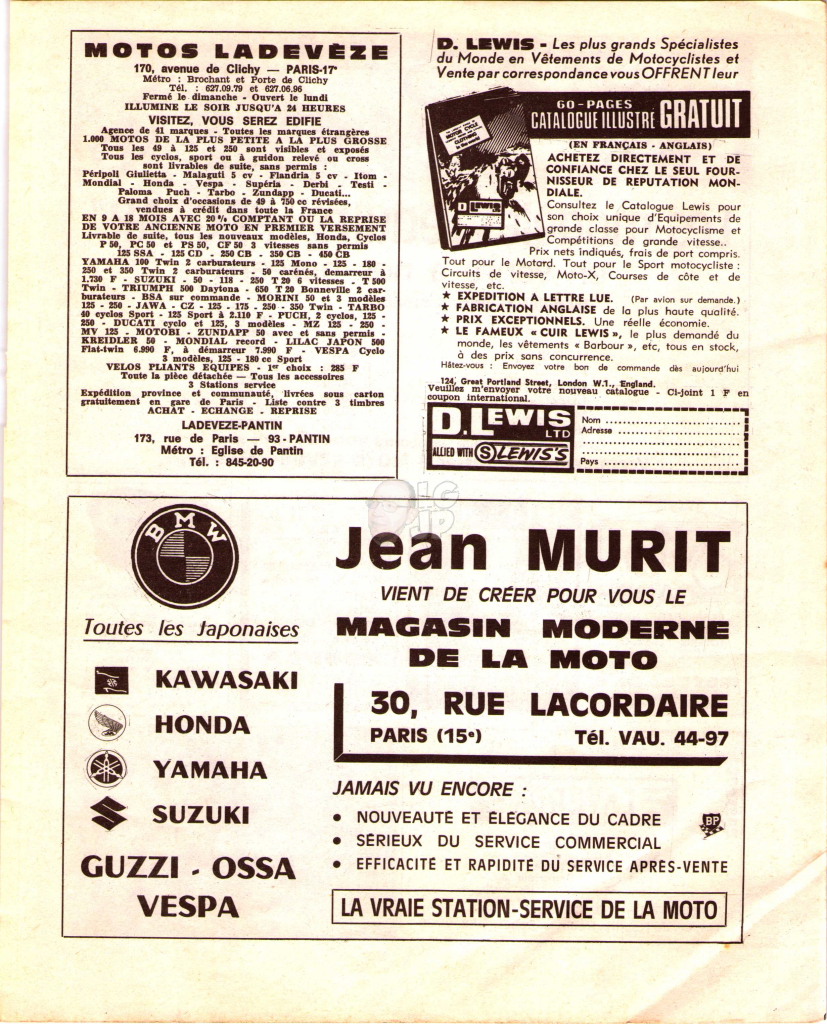 MOTOS LADEVÈZE
170, avenue de Clichy — PARIS-17e
Métro : Brochant et Porte de Clichy
Tél. : 627.09.79 et 627.06.96
Fermé le dimanche - Ouvert le lundi
ILLUMINE LE SOIR JUSQU'A 24 HEURES
VISITEZ, VOUS SEREZ EDIFIE
Agence de 41 marques - Toutes les marques étrangères
1.000 MOTOS DE LA PLUS PETITE A LA PLUS GROSSE
Tous les 49 à 125 et 250 sont visibles et exposés
Tous les cyclos, sport ou à guidon relevé ou cross
sont livrables de suite, sans permis :
Péripoli Giulietta - Malaguti 5 cv - Flandria 5 cv - Itom -
Mondial - Honda - Vespa - Supéria - Derbi - Testi -
Paloma Puch - Tarbo - Zundapp - Ducati...
Grand choix d'occasions de 49 à 750 cc révisées,
vendues à crédit dans toute la France
EN 9 A 18 MOIS AVEC 20 % COMPTANT OU LA REPRISE
DE VOTRE ANCIENNE MOTO EN PREMIER VERSEMENT
Livrable de suite, tous les nouveaux modèles, Honda, Cyclos
P 50, PC 50 et PS 50, CF 50 3 vitesses sans permis
125 SSA - 125 CD - 250 CB - 350 CB - 450 CB
YAMAHA 100 Twin 2 carburateurs - 125 Mono - 125 - 180 -
250 et 350 Twin 2 carburateurs - 50 carénés, demarreur à
1.730 F - SUZUKI - 50 - 118 - 250 T 20 6 vitesses - T 500
Twin - TRIUMPH 500 Daytona - 650 T 20 Bonneville 2 car-
burateurs - BSA sur commande - MORINI 50 et 3 modèles
125 - 250 - JAWA - CZ - 125 - 175 - 250 - 350 Twin - TARBO
40 cycles Sport - 125 Sport à 2.110 F - PUCH, 2 cyclos, 125 -
250 - DUCATI cyclo et 125, 3 modèles - MZ 125 - 250 -
MV 125 - MOTOBI - ZUNDAPP 50 avec et sans permis -
KREIDLER 50 - MONDIAL record - LILAC JAPON 500
Flat-twin 6.990 F, à démarreur 7.990 F - VESPA Cyclo
3 modèles, 125 - 180 cc Sport
VELOS PLIANTS EQUIPES - 1er choix : 285 F
Toute la pièce détachée — Tous les accessoires
3 Stations service
Expédition province et communauté, livrées sous carton
gratuitement en gare de Paris - Liste contre 3 timbres
ACHAT - ECHANGE - REPRISE
LADEVEZE-PANTIN
173, rue de Paris — 93-PANTIN
Métro : Eglise de Pantin
Tél. : 845-20-90
D. LEWIS - Les plus grands Spécialistes
du Monde en Vêtements de Motocyclistes et
Vente par correspondance vous OFFRENT leur
60-PAGES
CATALOGUE ILLUSTRÉ GRATUIT
(EN FRANÇAIS - ANGLAIS)
ACHETEZ DIRECTEMENT ET DE
CONFIANCE CHEZ LE SEUL FOUR-
NISSEUR DE REPUTATION MON-
DIALE.
Consultez le Catalogue Lewis pour
son choix unique d'Equipements de
grande classe pour Motocyclisme et
Compétitions de grande vitesse..
Prix nets indiqués, frais de port compris.
Tout pour le Motard. Tout pour le Sport motocycliste :
Circuits de vitesse, Moto-X, Courses de côte et de
vitesse, etc.
★ EXPEDITION A LETTRE LUE. (Par avion sur demande.)
★ FABRICATION ANGLAISE de la plus haute qualité.
★ PRIX EXCEPTIONNELS. Une réelle économie.
★ LE FAMEUX « CUIR LEWIS », le plus demandé du
monde, les vêtements « Barbour », etc, tous en stock,
à des prix sans concurrence.
Hâtez-vous : Envoyez votre bon de commande dès aujourd'hui
124, Great Portland Street, London W.1., England.
Veuillez m'envoyer votre nouveau catalogue - Ci-joint 1 F en
coupon international.
D. LEWIS
LTD
ALLIED WITH S LEWIS'S
Nom
Adresse
Pays
BMW
Toutes les Japonaises
KAWASAKI
HONDA
YAMAHA
SUZUKI
GUZZI - OSSA
VESPA
Jean MURIT
VIENT DE CRÉER POUR VOUS LE
MAGASIN MODERNE
DE LA MOTO
30, RUE LACORDAIRE
PARIS (15e) Tél. VAU. 44-97
JAMAIS VU ENCORE :
• NOUVEAUTÉ ET ÉLÉGANCE DU CADRE
• SÉRIEUX DU SERVICE COMMERCIAL
• EFFICACITÉ ET RAPIDITÉ DU SERVICE APRÈS-VENTE
BP
LA VRAIE STATION-SERVICE DE LA MOTO